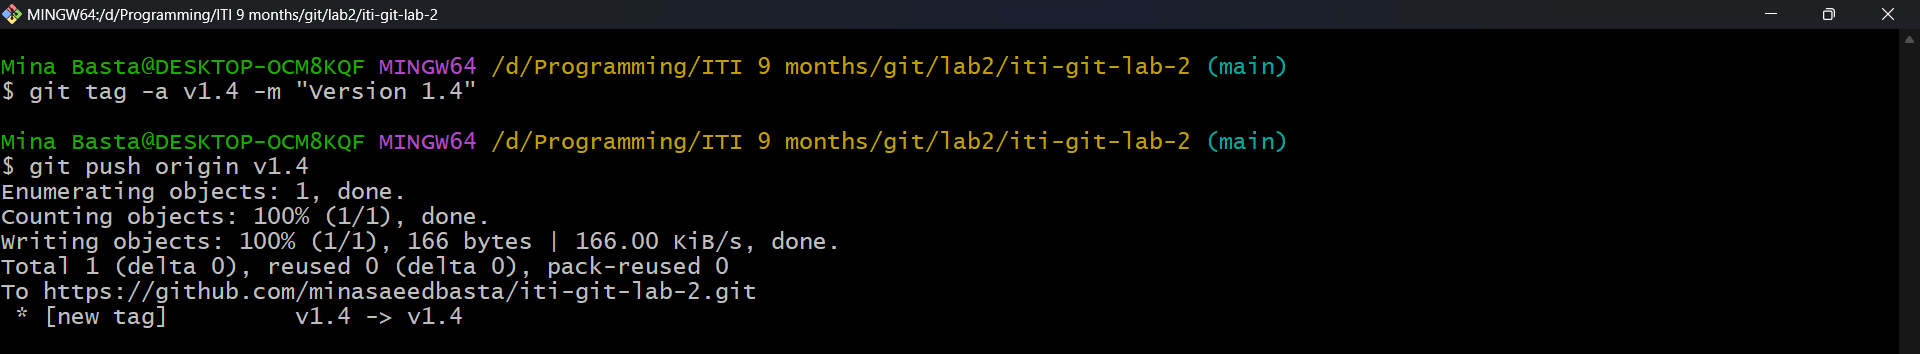 MINGW64:/d/Programming/ITI 9 months/git/lab2/iti-git-lab-2
Mina Basta@DESKTOP-OCM8KQF MINGW64 /d/Programming/ITI 9 months/git/lab2/iti-git-lab-2 (main)
$ git tag -a v1.4 -m "Version 1.4"
Mina Basta@DESKTOP-OCM8KQF MINGW64 /d/Programming/ITI 9 months/git/lab2/iti-git-lab-2 (main)
$ git push origin v1.4
Enumerating objects: 1, done.
Counting objects: 100% (1/1), done.
Writing objects: 100% (1/1), 166 bytes | 166.00 KiB/s, done.
Total 1 (delta 0), reused 0 (delta 0), pack-reused 0
To https://github.com/minasaeedbasta/iti-git-lab-2.git
 * [new tag]         v1.4 -> v1.4